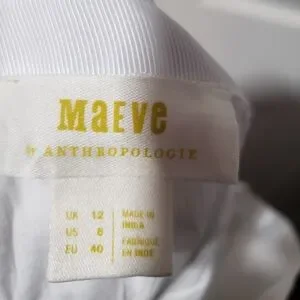 MaEve
by ANTHROPOLOGIE
UK 12
US 8
EU 40
MADE IN
INDIA
FABRIQUÉ
EN INDE